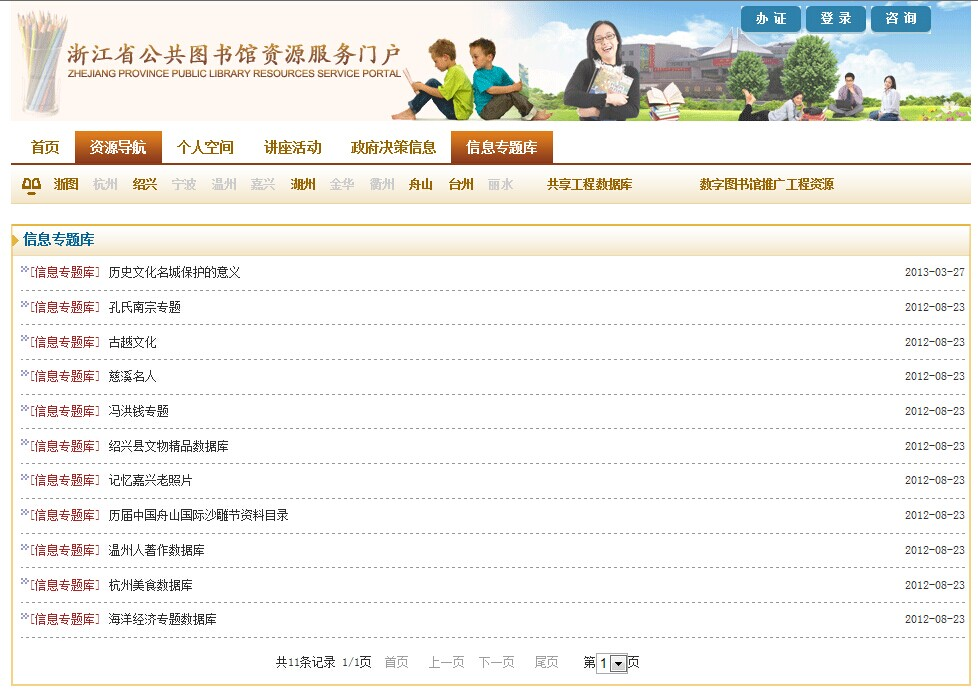 办 证 登 录 咨 询
浙江省公共图书馆资源服务门户
ZHEJIANG PROVINCE PUBLIC LIBRARY RESOURCES SERVICE PORTAL
首页 资源导航 个人空间 讲座活动 政府决策信息 信息专题库
浙图 杭州 绍兴 宁波 温州 嘉兴 湖州 金华 衢州 舟山 台州 丽水 共享工程数据库 数字图书馆推广工程资源
信息专题库
[信息专题库] 历史文化名城保护的意义 2013-03-27
[信息专题库] 孔氏南宗专题 2012-08-23
[信息专题库] 古越文化 2012-08-23
[信息专题库] 慈溪名人 2012-08-23
[信息专题库] 冯洪钱专题 2012-08-23
[信息专题库] 绍兴县文物精品数据库 2012-08-23
[信息专题库] 记忆嘉兴老照片 2012-08-23
[信息专题库] 历届中国舟山国际沙雕节资料目录 2012-08-23
[信息专题库] 温州人著作数据库 2012-08-23
[信息专题库] 杭州美食数据库 2012-08-23
[信息专题库] 海洋经济专题数据库 2012-08-23
共11条记录 1/1页 首页 上一页 下一页 尾页 第1页